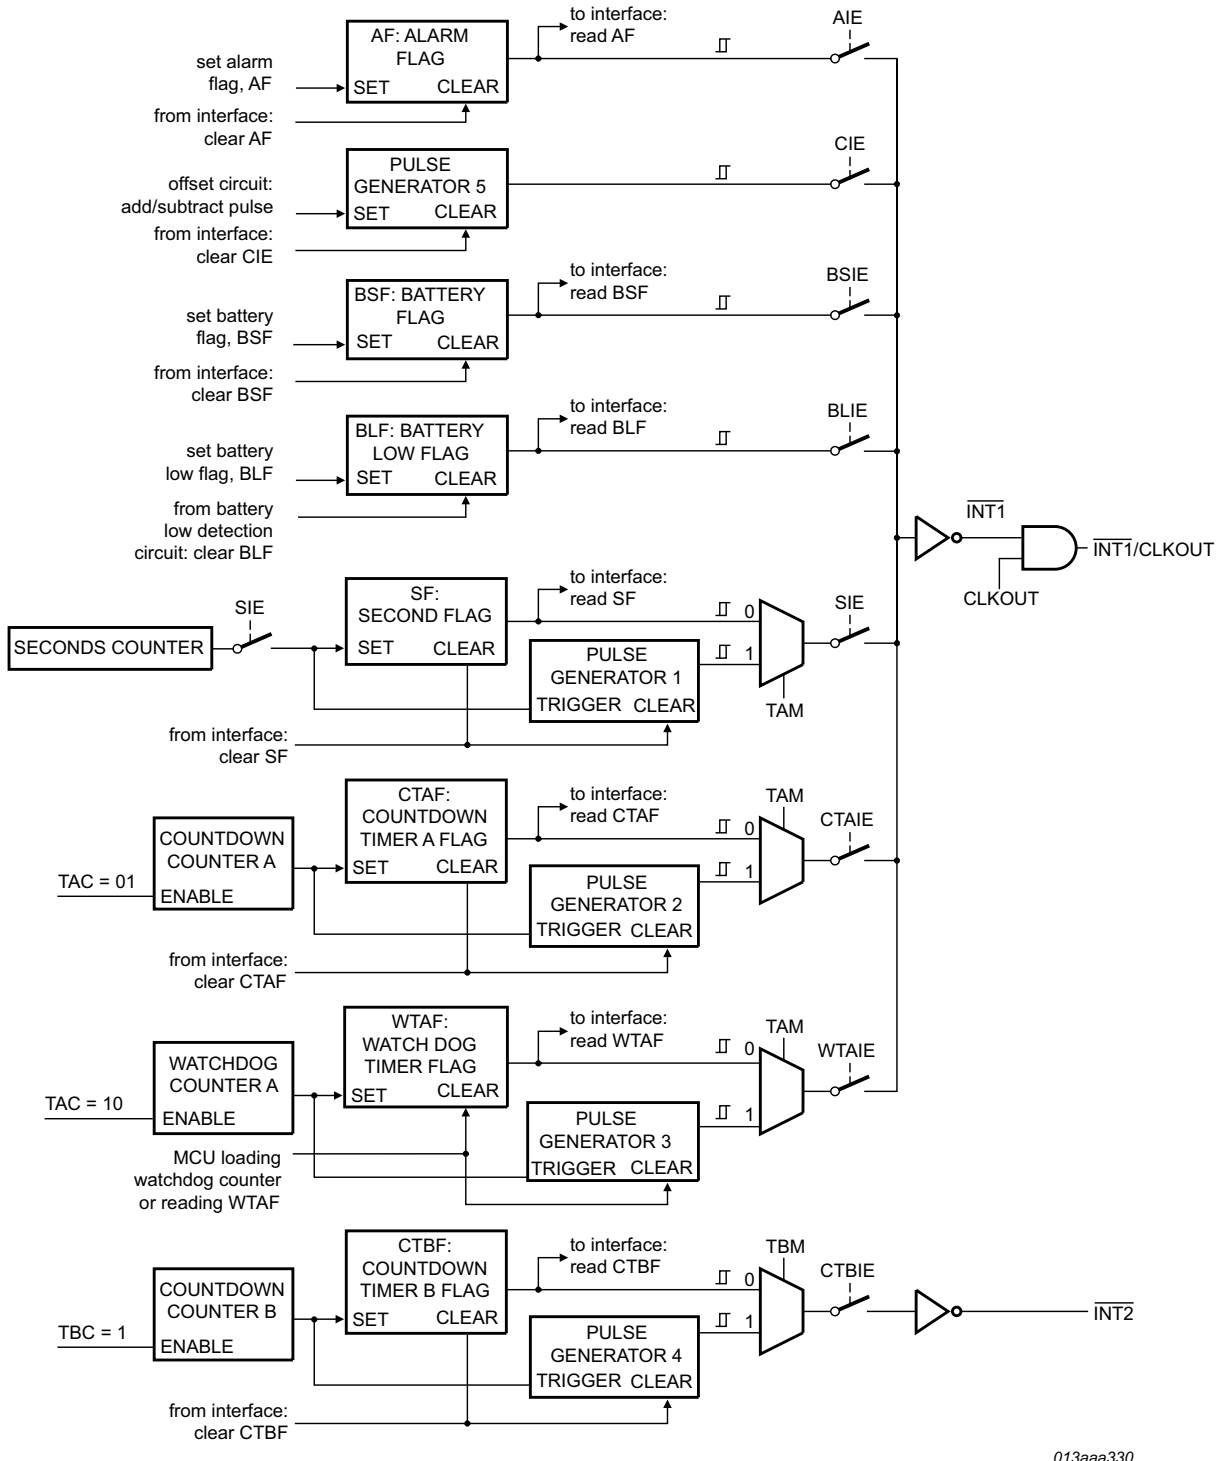 to interface:
read AF
AIE
AF: ALARM
FLAG
SET CLEAR
set alarm
flag, AF
from interface:
clear AF
CIE
PULSE
GENERATOR 5
SET CLEAR
offset circuit:
add/subtract pulse
from interface:
clear CIE
to interface:
read BSF
BSIE
BSF: BATTERY
FLAG
SET CLEAR
set battery
flag, BSF
from interface:
clear BSF
to interface:
read BLF
BLIE
BLF: BATTERY
LOW FLAG
SET CLEAR
set battery
low flag, BLF
from battery
low detection
circuit: clear BLF
INT1
INT1/CLKOUT
CLKOUT
to interface:
read SF
SIE
SECONDS COUNTER
SF:
SECOND FLAG
SET CLEAR
0
1
SIE
PULSE
GENERATOR 1
TRIGGER CLEAR
TAM
from interface:
clear SF
to interface:
read CTAF
TAM
CTAIE
CTAF:
COUNTDOWN
TIMER A FLAG
SET CLEAR
0
1
COUNTDOWN
COUNTER A
ENABLE
TAC = 01
PULSE
GENERATOR 2
TRIGGER CLEAR
from interface:
clear CTAF
to interface:
read WTAF
TAM
WTAIE
WTAF:
WATCH DOG
TIMER FLAG
SET CLEAR
0
1
WATCHDOG
COUNTER A
ENABLE
TAC = 10
PULSE
GENERATOR 3
TRIGGER CLEAR
MCU loading
watchdog counter
or reading WTAF
to interface:
read CTBF
TBM
CTBIE
CTBF:
COUNTDOWN
TIMER B FLAG
SET CLEAR
0
1
COUNTDOWN
COUNTER B
ENABLE
TBC = 1
INT2
PULSE
GENERATOR 4
TRIGGER CLEAR
from interface:
clear CTBF
013aaa330